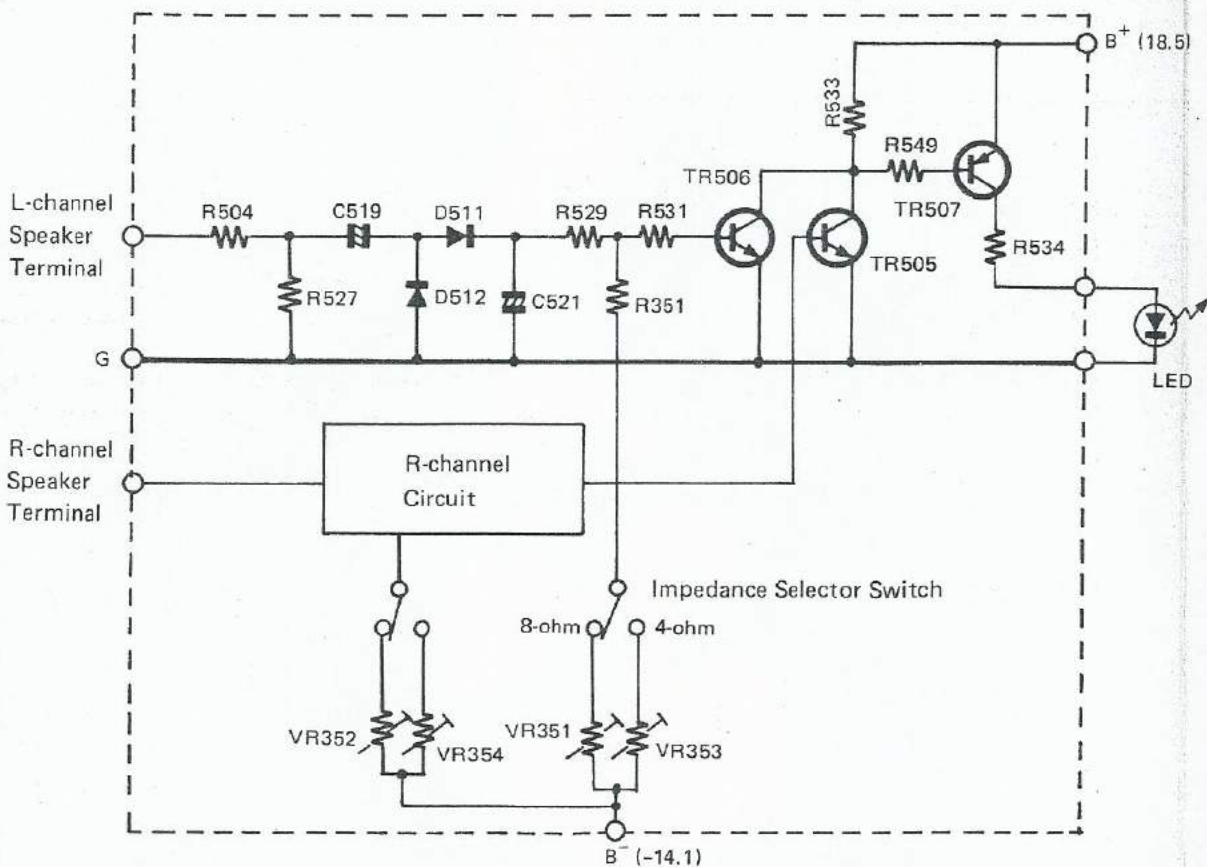 B+ (18.5)
R533
R549
TR506
TR507
L-channel
Speaker
Terminal
R504
C519
D511
R529
R531
R534
TR505
R527
D512
C521
R351
G
LED
R-channel
Speaker
Terminal
R-channel
Circuit
Impedance Selector Switch
8-ohm
4-ohm
VR352
VR354
VR351
VR353
B- (-14.1)